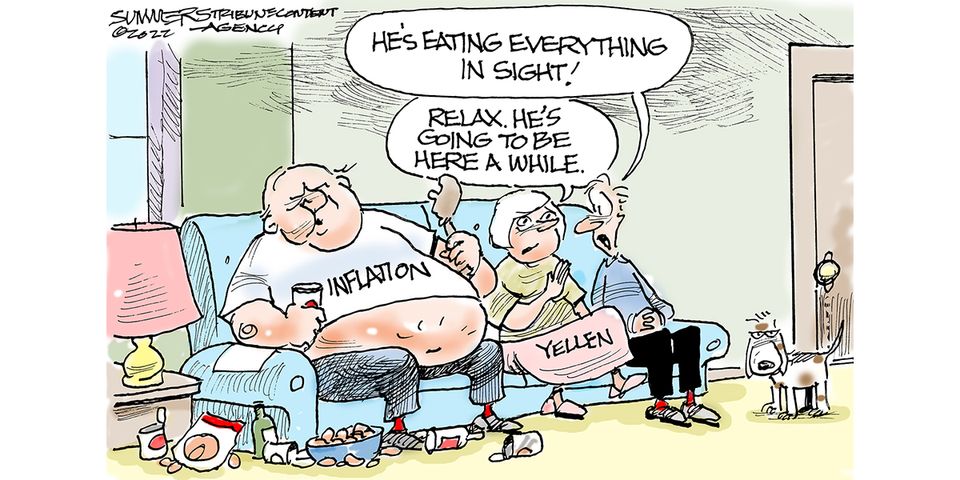 SUMMERS TRIBUNE CONTENT
©2022 AGENCY
HE'S EATING EVERYTHING
IN SIGHT!
RELAX. HE'S
GOING TO BE
HERE A WHILE.
INFLATION
YELLEN